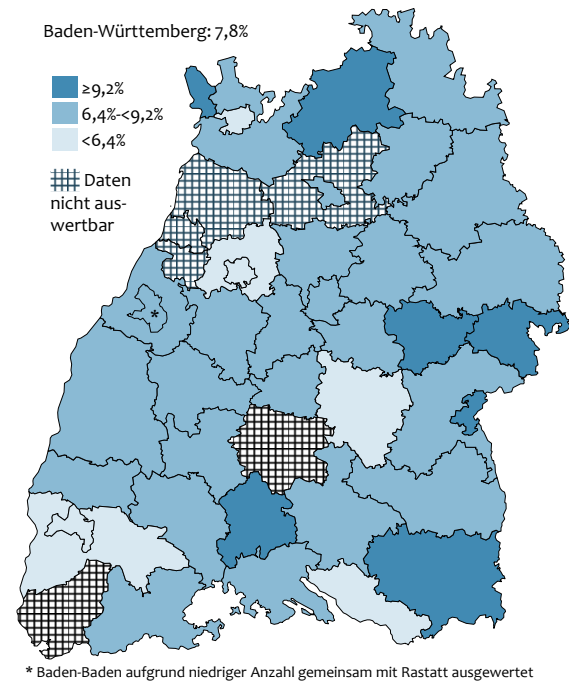 Baden-Württemberg: 7,8%
≥9,2%
6,4%-<9,2%
<6,4%
Daten
nicht aus-
wertbar
*
* Baden-Baden aufgrund niedriger Anzahl gemeinsam mit Rastatt ausgewertet